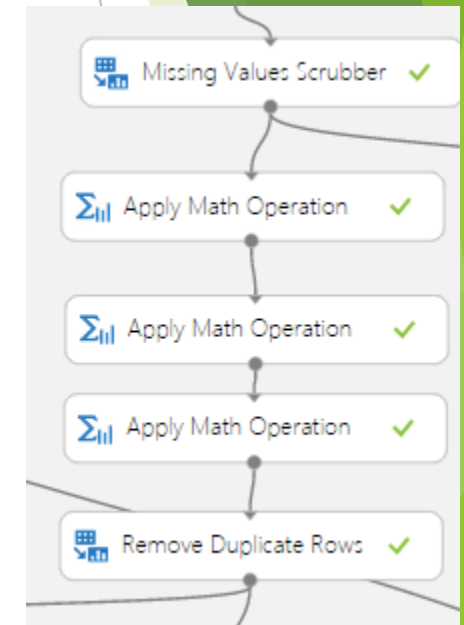 Missing Values Scrubber
Apply Math Operation
Apply Math Operation
Apply Math Operation
Remove Duplicate Rows